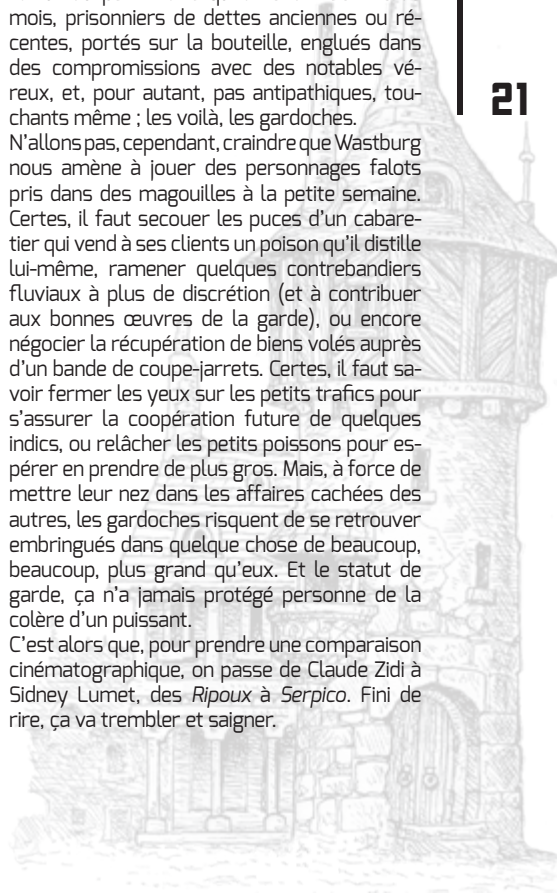 mois, prisonniers de dettes anciennes ou ré-
centes, portés sur la bouteille, englués dans
des compromissions avec des notables vé-
reux, et, pour autant, pas antipathiques, tou-
chants même ; les voilà, les gardoches.
N'allons pas, cependant, craindre que Wastburg
nous amène à jouer des personnages falots
pris dans des magouilles à la petite semaine.
Certes, il faut secouer les puces d'un cabare-
tier qui vend à ses clients un poison qu'il distille
lui-même, ramener quelques contrebandiers
fluviaux à plus de discrétion (et à contribuer
aux bonnes œuvres de la garde), ou encore
négocier la récupération de biens volés auprès
d'un bande de coupe-jarrets. Certes, il faut sa-
voir fermer les yeux sur les petits trafics pour
s'assurer la coopération future de quelques
indics, ou relâcher les petits poissons pour es-
pérer en prendre de plus gros. Mais, à force de
mettre leur nez dans les affaires cachées des
autres, les gardoches risquent de se retrouver
embringués dans quelque chose de beaucoup,
beaucoup, plus grand qu'eux. Et le statut de
garde, ça n'a jamais protégé personne de la
colère d'un puissant.
C'est alors que, pour prendre une comparaison
cinématographique, on passe de Claude Zidi à
Sidney Lumet, des Ripoux à Serpico. Fini de
rire, ça va trembler et saigner.
21